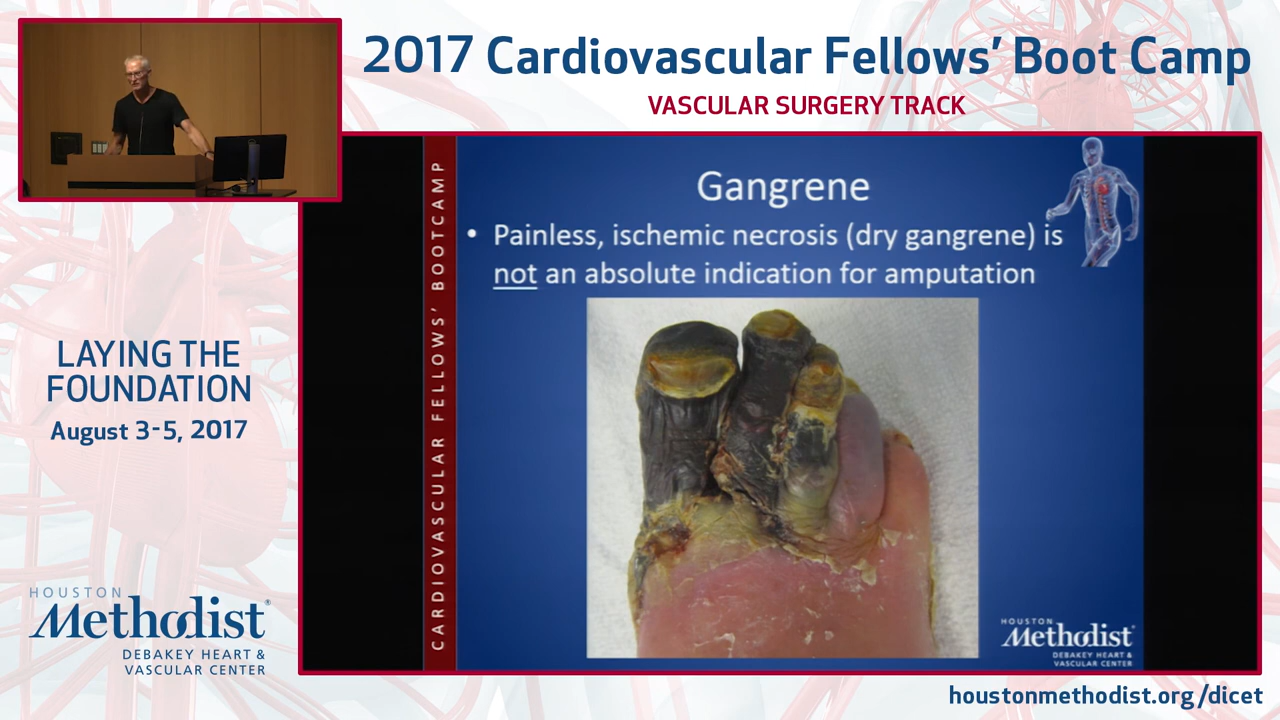 2017 Cardiovascular Fellows’ Boot Camp
VASCULAR SURGERY TRACK
CARDIOVASCULAR FELLOWS’ BOOTCAMP
Gangrene
• Painless, ischemic necrosis (dry gangrene) is
not an absolute indication for amputation
LAYING THE
FOUNDATION
August 3-5, 2017
HOUSTON
Methodist®
DEBAKEY HEART &
VASCULAR CENTER
HOUSTON
Methodist®
DEBAKEY HEART &
VASCULAR CENTER
houstonmethodist.org/dicet